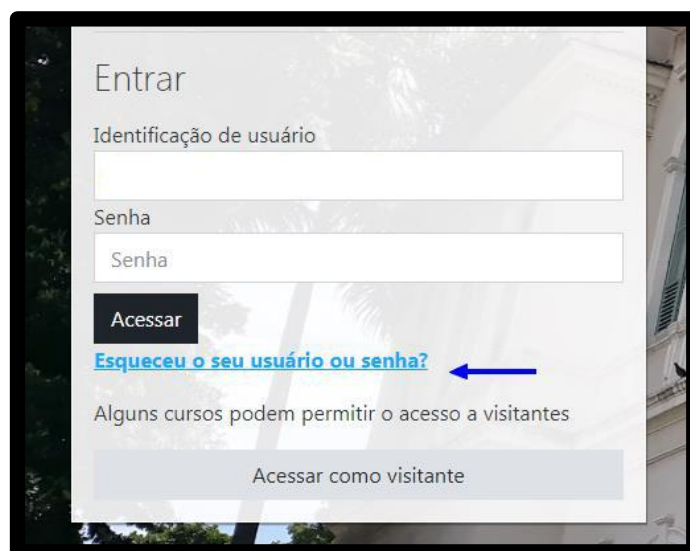 Entrar
Identificação de usuário
Senha
Senha
Acessar
Esqueceu o seu usuário ou senha?
Alguns cursos podem permitir o acesso a visitantes
Acessar como visitante